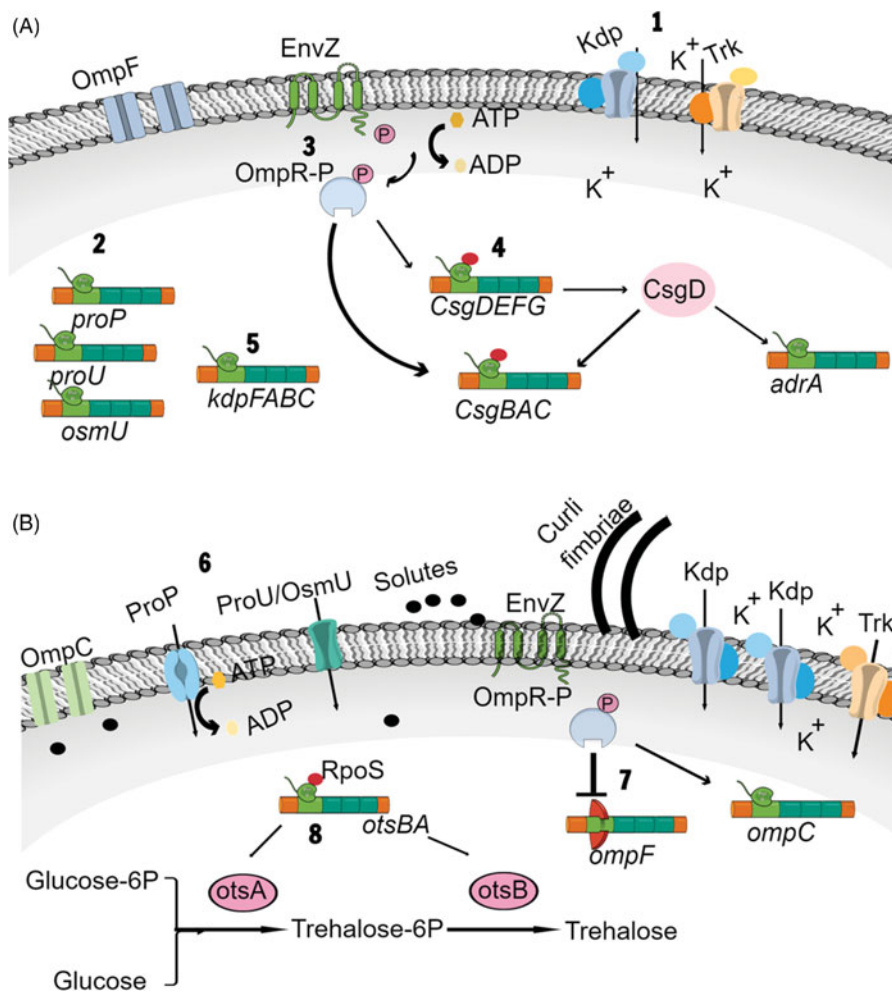 (A)
OmpF
EnvZ
Kdp
1
K+
Trk
P
ATP
ADP
3
OmpR-P
P
K+
K+
2
proP
proU
osmU
5
kdpFABC
4
CsgDEFG
CsgD
CsgBAC
adrA
(B)
OmpC
6
ProP
ProU/OsmU
Solutes
EnvZ
Curli
fimbriae
Kdp
K+
Kdp
K+
Trk
ATP
ADP
OmpR-P
P
K+
RpoS
8
otsBA
7
ompF
ompC
Glucose-6P
otsA
otsB
Trehalose-6P
Trehalose
Glucose